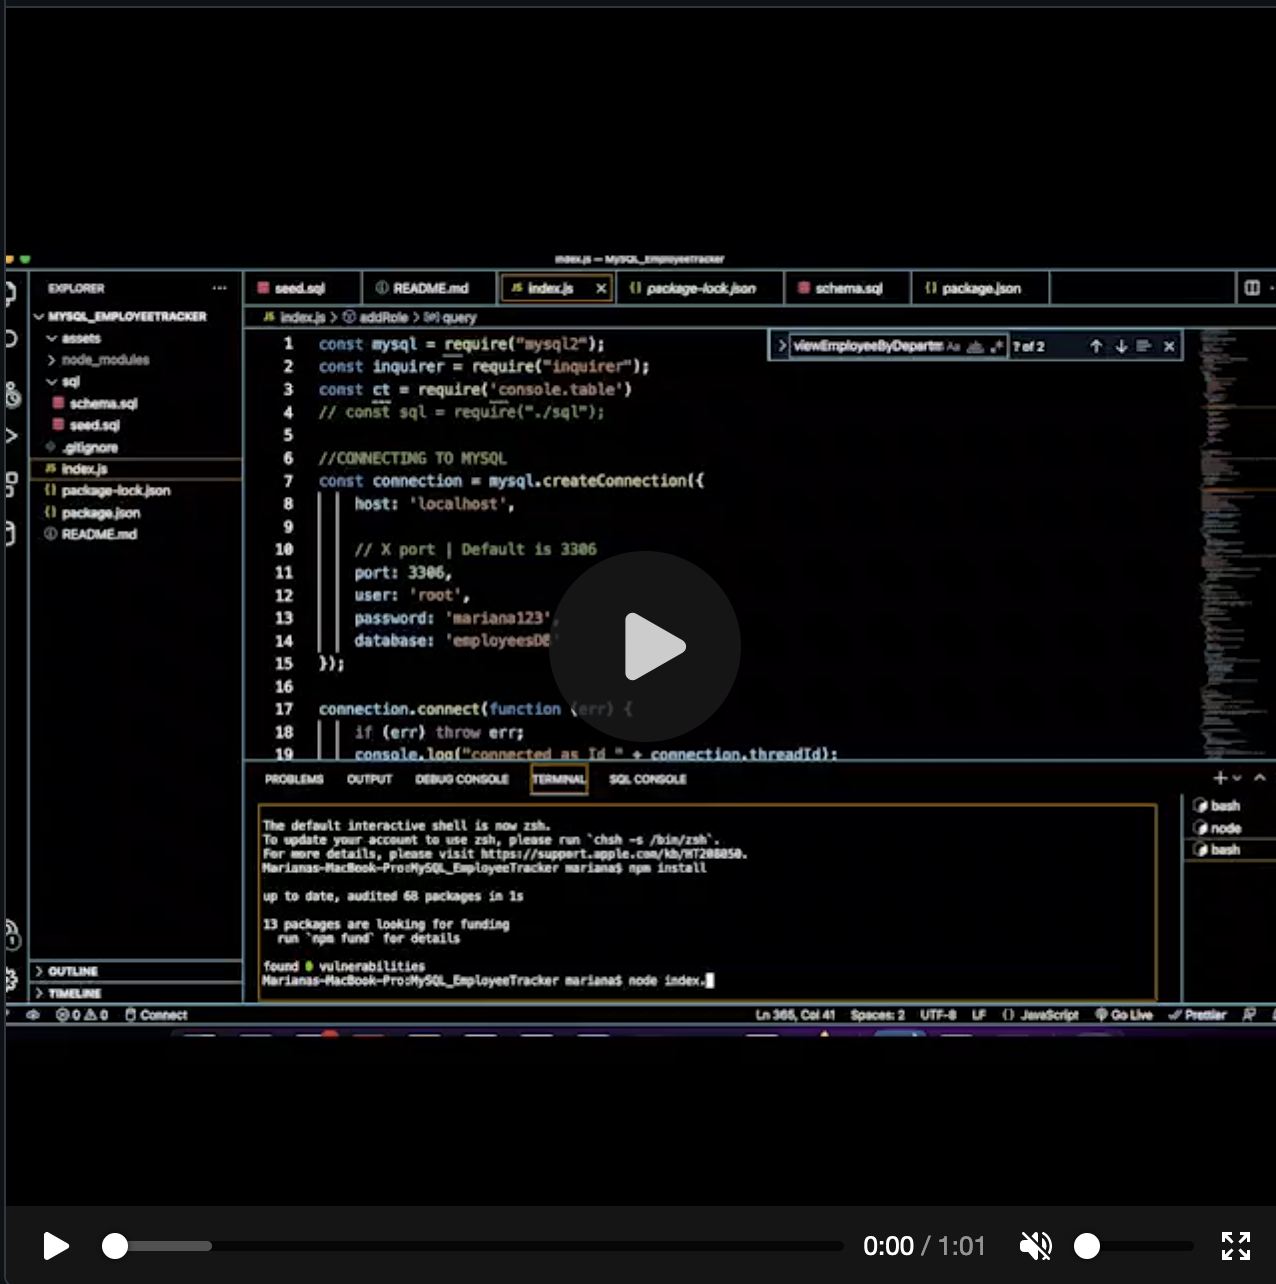 index.js — MySQL_EmployeeTracker
EXPLORER
seed.sql
README.md
JS index.js
{} package-lock.json
schema.sql
{} package.json
MYSQL_EMPLOYEETRACKER
JS index.js > addRole > query
assets
node_modules
sql
schema.sql
seed.sql
.gitignore
JS index.js
{} package-lock.json
{} package.json
README.md
viewEmployeeByDepartm
Aa
? of 2
1 const mysql = require("mysql2");
2 const inquirer = require("inquirer");
3 const ct = require('console.table')
4 // const sql = require("./sql");
5
6 //CONNECTING TO MYSQL
7 const connection = mysql.createConnection({
8 host: 'localhost',
9
10 // X port | Default is 3306
11 port: 3306,
12 user: 'root',
13 password: 'mariana123',
14 database: 'employeesDB'
15 });
16
17 connection.connect(function (err) {
18 if (err) throw err;
19 console.log("connected as Id " + connection.threadId);
PROBLEMS OUTPUT DEBUG CONSOLE TERMINAL SQL CONSOLE
The default interactive shell is now zsh.
To update your account to use zsh, please run `chsh -s /bin/zsh`.
For more details, please visit https://support.apple.com/kb/HT208050.
Marianas-MacBook-Pro:MySQL_EmployeeTracker mariana$ npm install
up to date, audited 68 packages in 1s
13 packages are looking for funding
run `npm fund` for details
found 0 vulnerabilities
Marianas-MacBook-Pro:MySQL_EmployeeTracker mariana$ node index.
bash
node
bash
OUTLINE
TIMELINE
0 0 Connect
Ln 365, Col 41 Spaces: 2 UTF-8 LF {} JavaScript Go Live Prettier
0:00 / 1:01